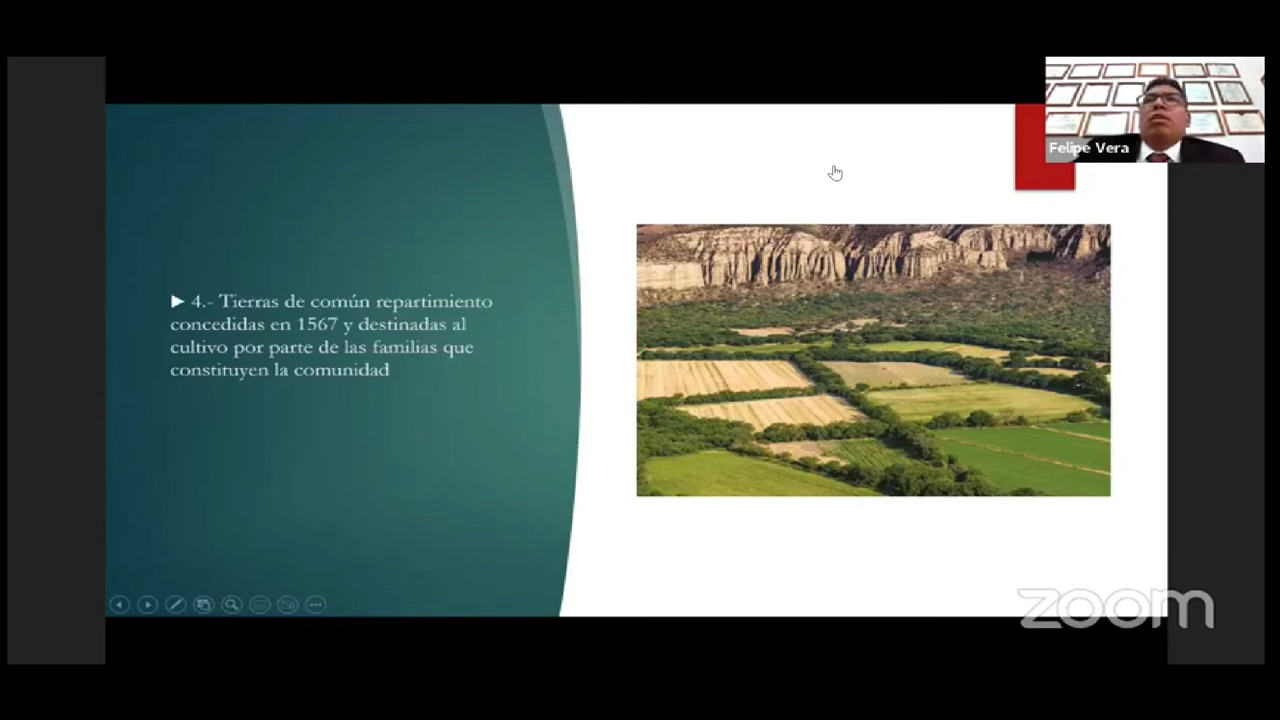 Felipe Vera
► 4.- Tierras de común repartimiento
concedidas en 1567 y destinadas al
cultivo por parte de las familias que
constituyen la comunidad
zoom